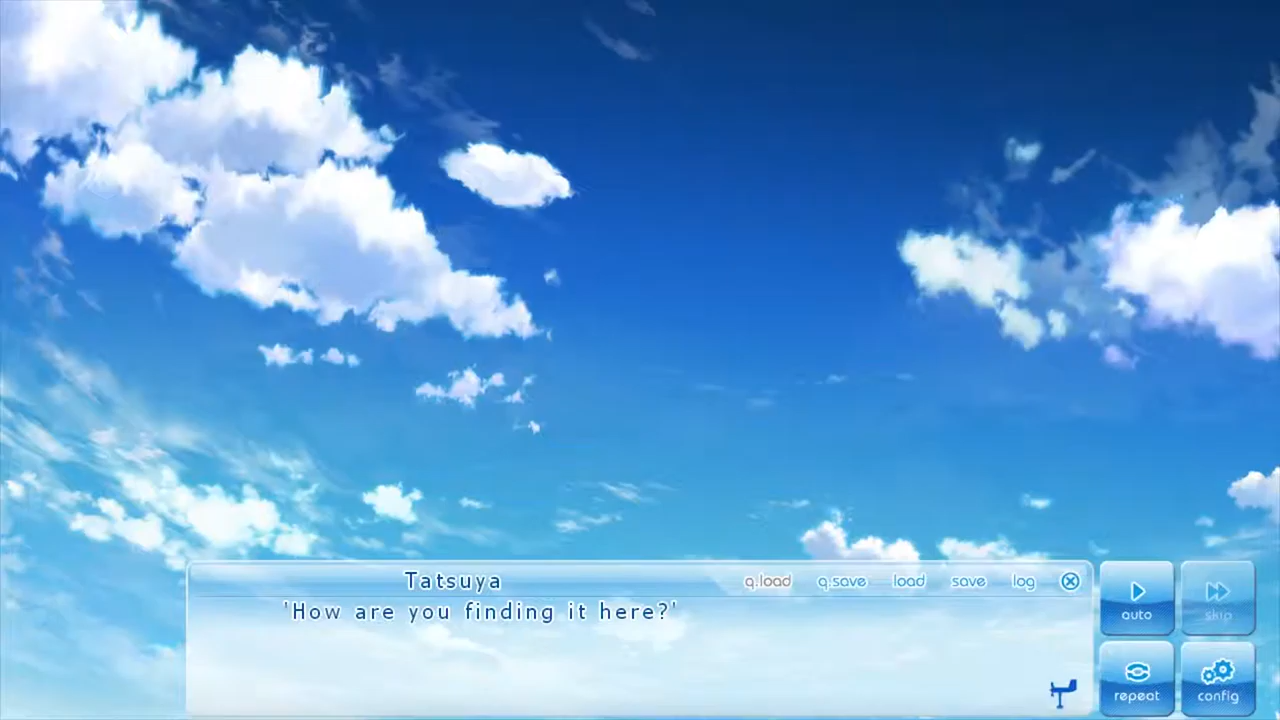 Tatsuya
q.load q.save load save log
'How are you finding it here?'
auto skip
repeat config